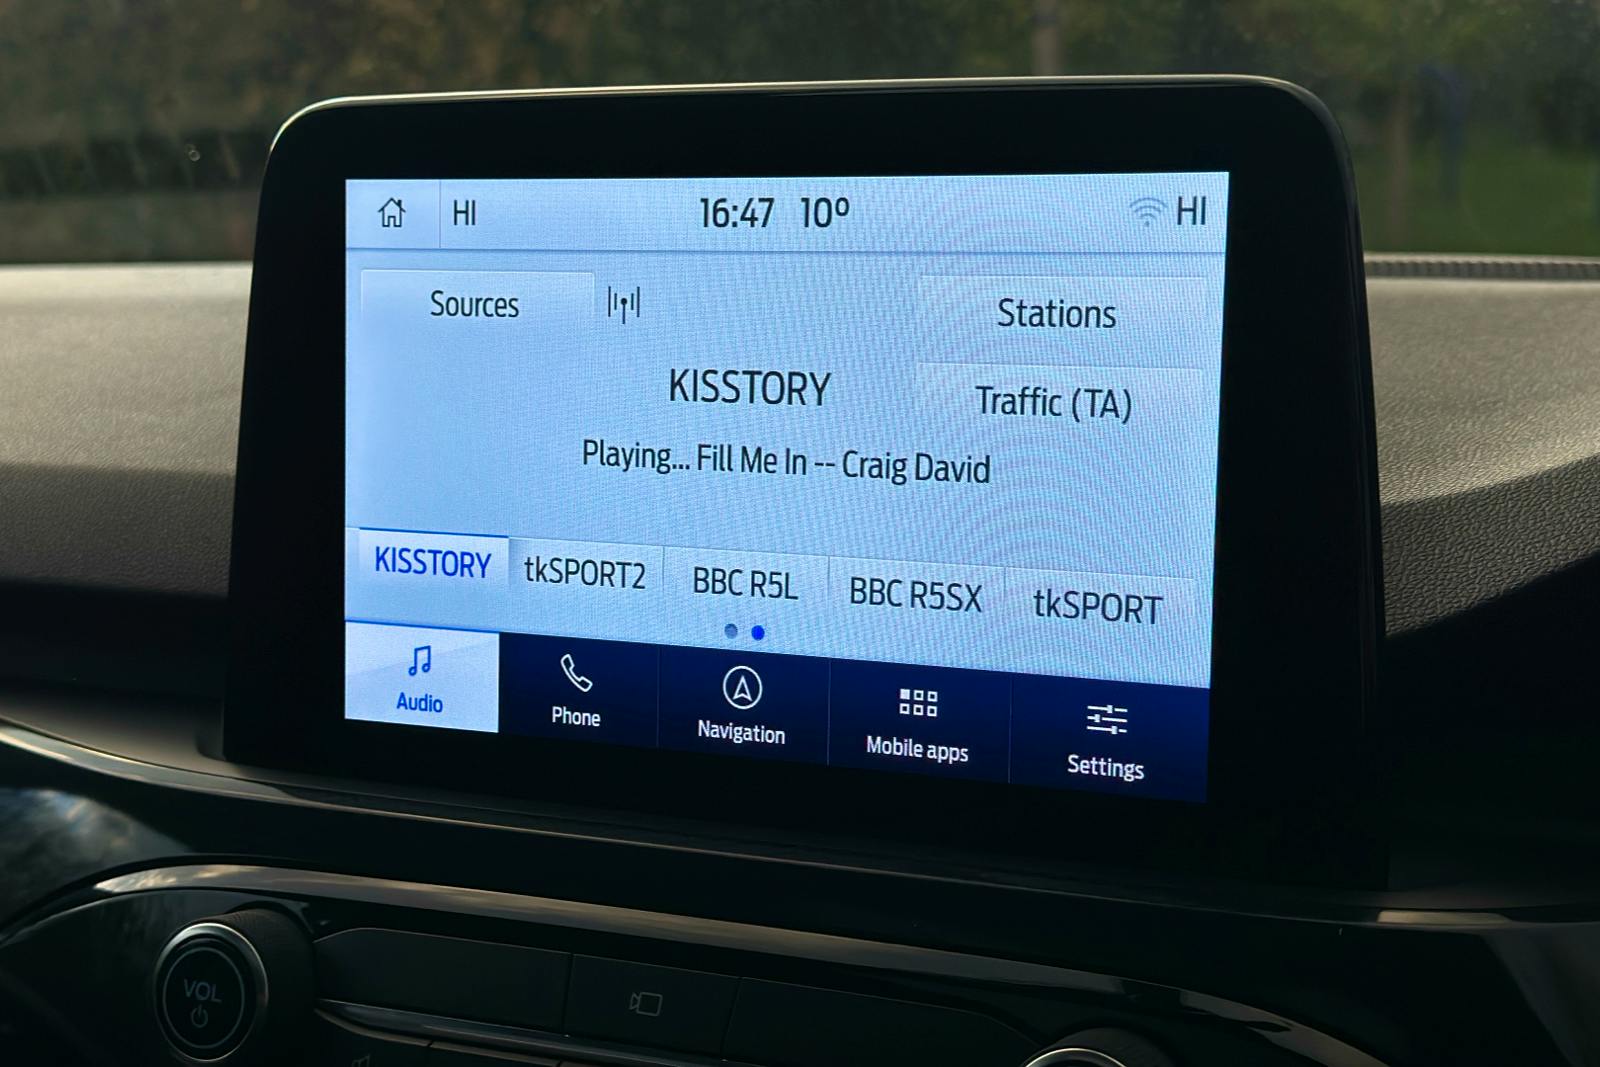 HI 16:47 10° HI
Sources
Stations
KISSTORY
Traffic (TA)
Playing... Fill Me In -- Craig David
KISSTORY tkSPORT2 BBC R5L BBC R5SX tkSPORT
Audio Phone Navigation Mobile apps Settings
VOL